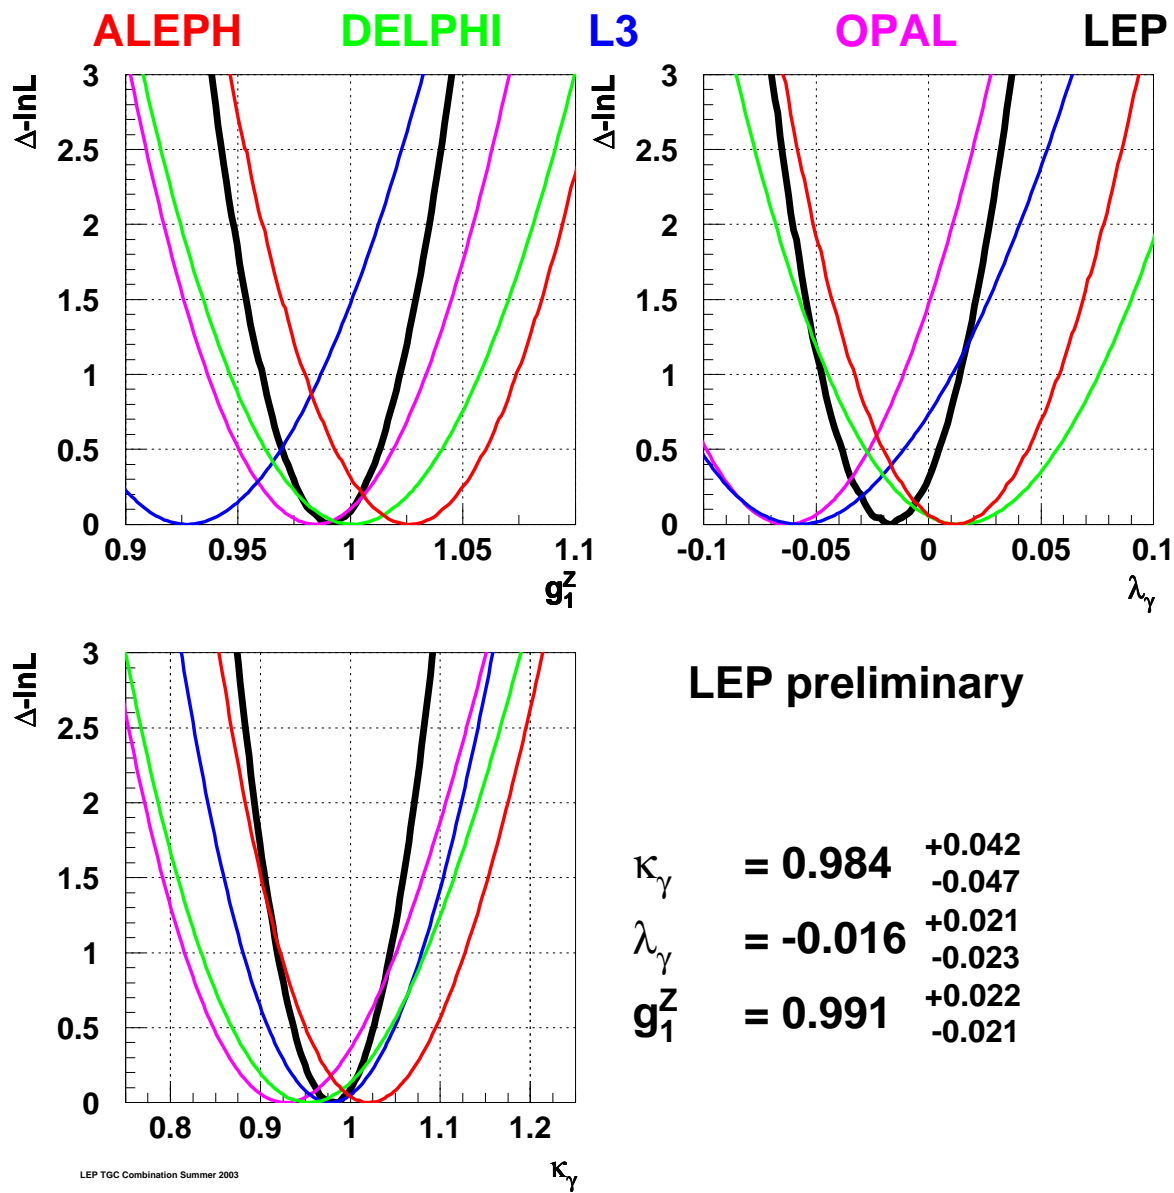 ALEPH DELPHI L3 OPAL LEP
Δ-lnL
3
2.5
2
1.5
1
0.5
0
0.9 0.95 1 1.05 1.1
g₁ᶻ
Δ-lnL
3
2.5
2
1.5
1
0.5
0
-0.1 -0.05 0 0.05 0.1
λᵧ
Δ-lnL
3
2.5
2
1.5
1
0.5
0
0.8 0.9 1 1.1 1.2
κᵧ
LEP preliminary
κᵧ = 0.984 +0.042 -0.047
λᵧ = -0.016 +0.021 -0.023
g₁ᶻ = 0.991 +0.022 -0.021
LEP TGC Combination Summer 2003